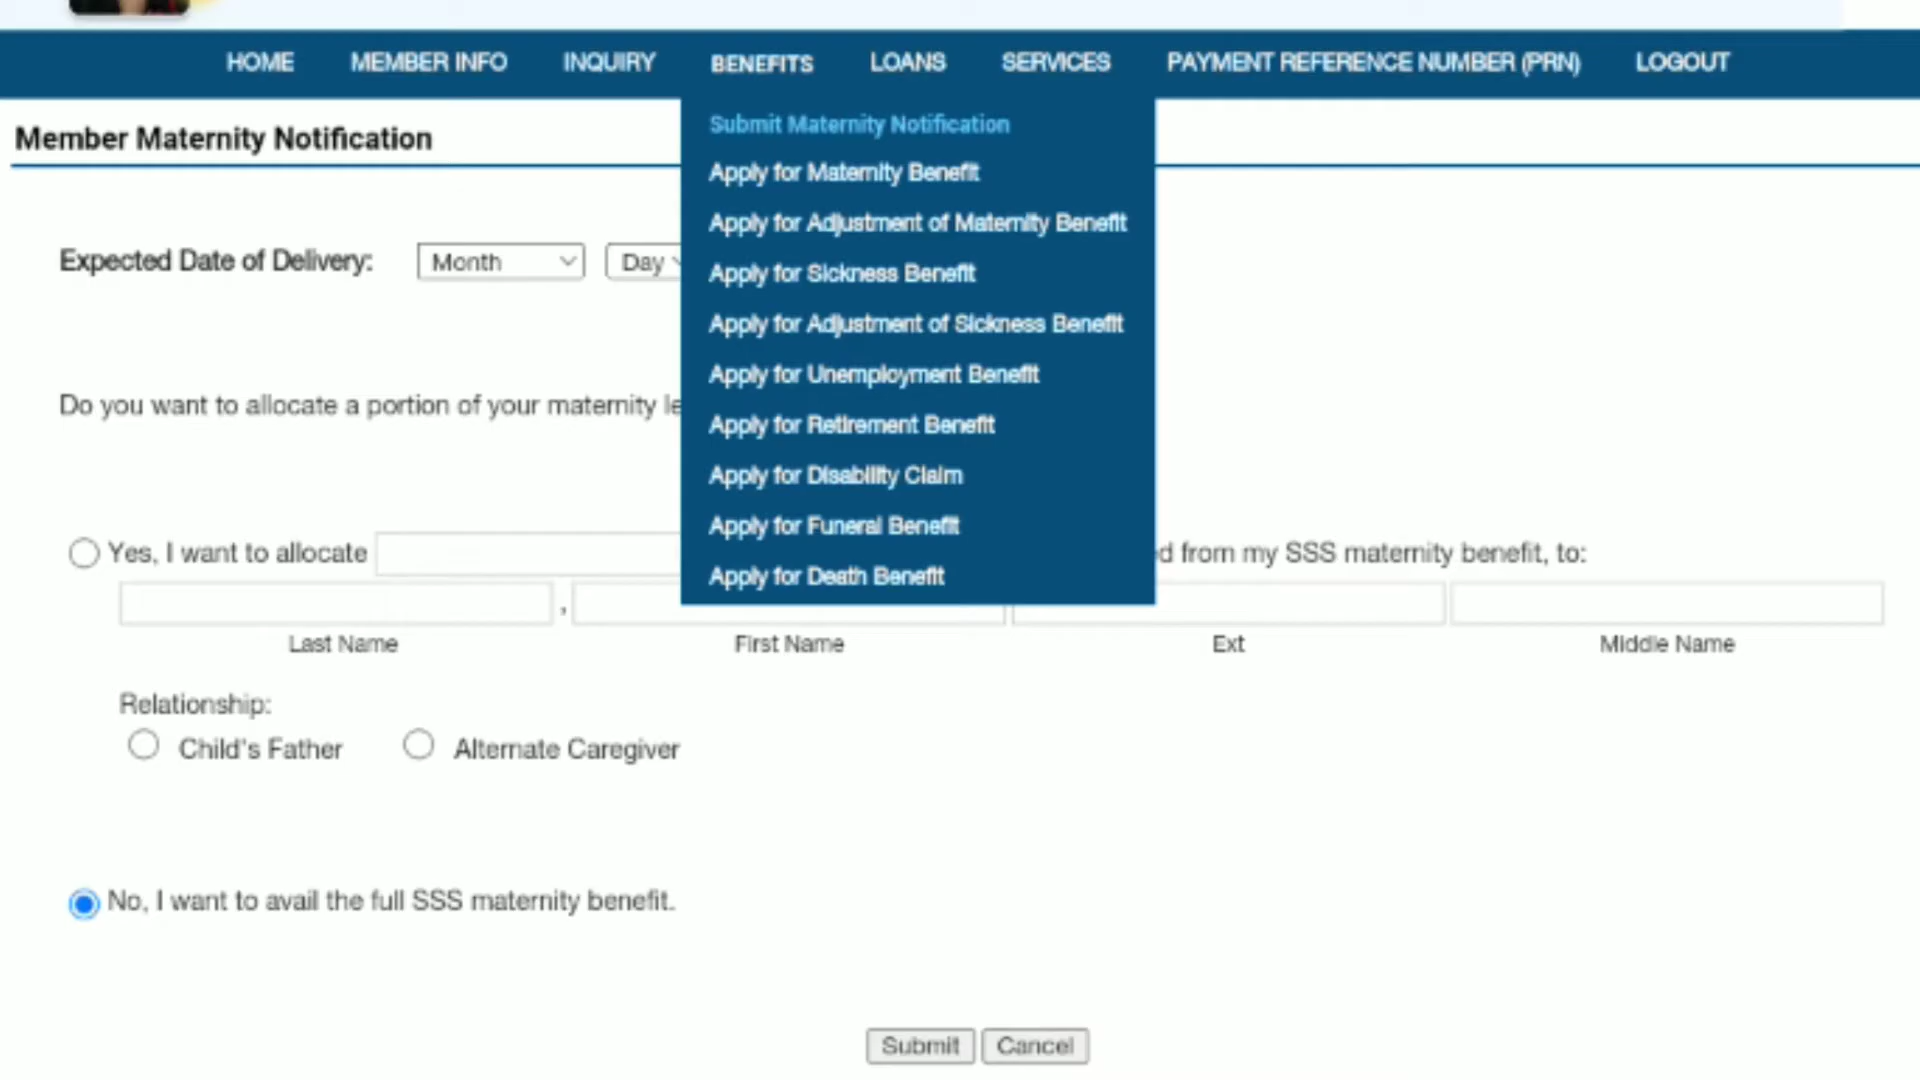 HOME MEMBER INFO INQUIRY BENEFITS LOANS SERVICES PAYMENT REFERENCE NUMBER (PRN) LOGOUT
Member Maternity Notification
Submit Maternity Notification
Apply for Maternity Benefit
Apply for Adjustment of Maternity Benefit
Apply for Sickness Benefit
Apply for Adjustment of Sickness Benefit
Apply for Unemployment Benefit
Apply for Retirement Benefit
Apply for Disability Claim
Apply for Funeral Benefit
Apply for Death Benefit
Expected Date of Delivery: Month Day
Do you want to allocate a portion of your maternity
Yes, I want to allocate from my SSS maternity benefit, to:
,
Last Name First Name Ext Middle Name
Relationship:
Child's Father Alternate Caregiver
No, I want to avail the full SSS maternity benefit.
Submit Cancel